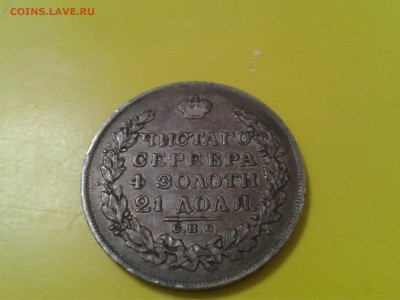 COINS.LAVE.RU
ЧИСТАГО
СЕРЕБРА
4 ЗОЛОТН
21 ДОЛЯ.
С.П.Б.